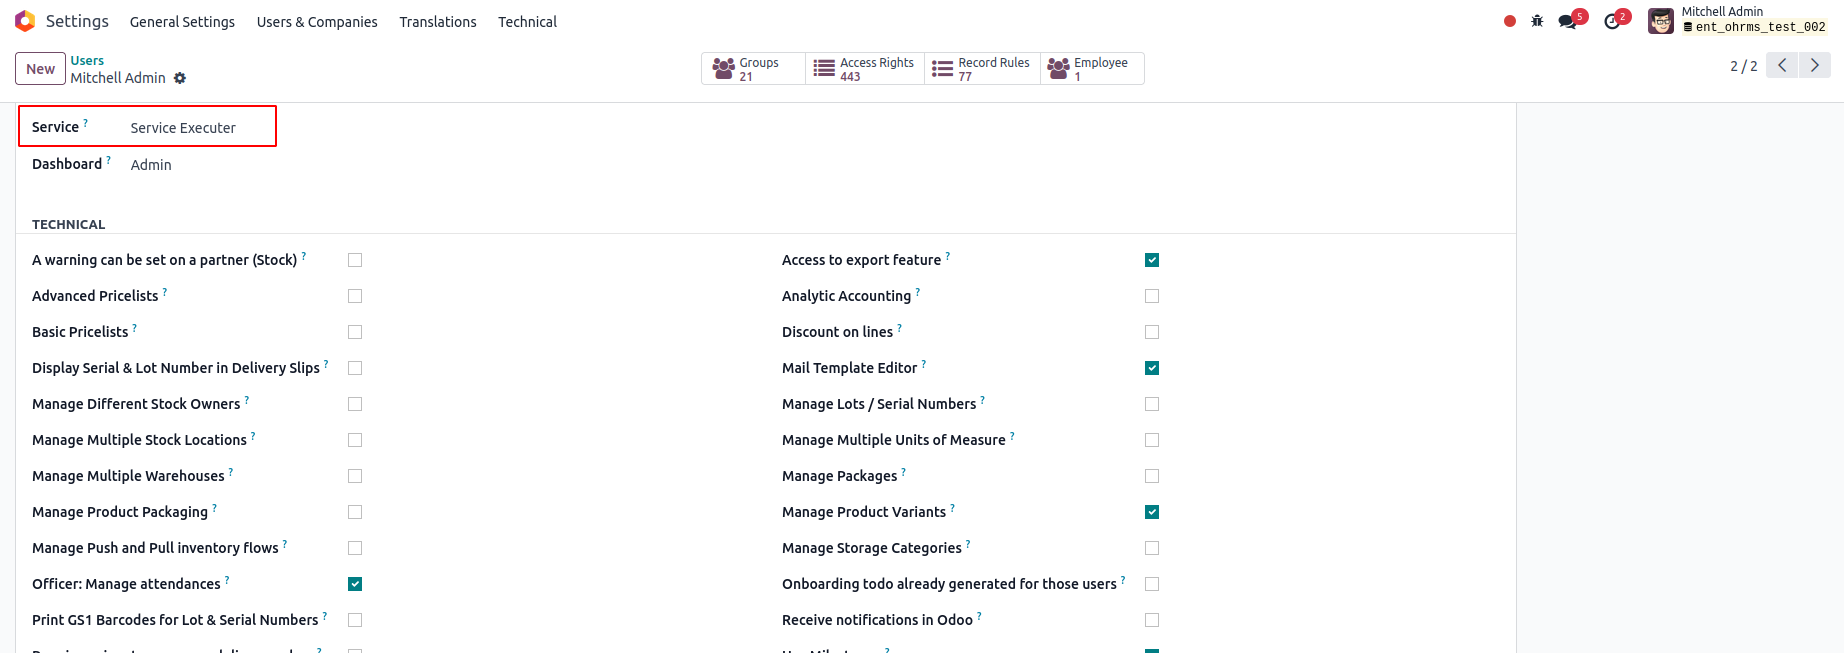 Settings General Settings Users & Companies Translations Technical 5 2 Mitchell Admin
ent_ohrms_test_002
New Users
Mitchell Admin
Groups 21 Access Rights 443 Record Rules 77 Employee 1
2 / 2
Service ? Service Executer
Dashboard ? Admin
TECHNICAL
A warning can be set on a partner (Stock) ? Access to export feature ?
Advanced Pricelists ? Analytic Accounting ?
Basic Pricelists ? Discount on lines ?
Display Serial & Lot Number in Delivery Slips ? Mail Template Editor ?
Manage Different Stock Owners ? Manage Lots / Serial Numbers ?
Manage Multiple Stock Locations ? Manage Multiple Units of Measure ?
Manage Multiple Warehouses ? Manage Packages ?
Manage Product Packaging ? Manage Product Variants ?
Manage Push and Pull inventory flows ? Manage Storage Categories ?
Officer: Manage attendances ? Onboarding todo already generated for those users ?
Print GS1 Barcodes for Lot & Serial Numbers ? Receive notifications in Odoo ?